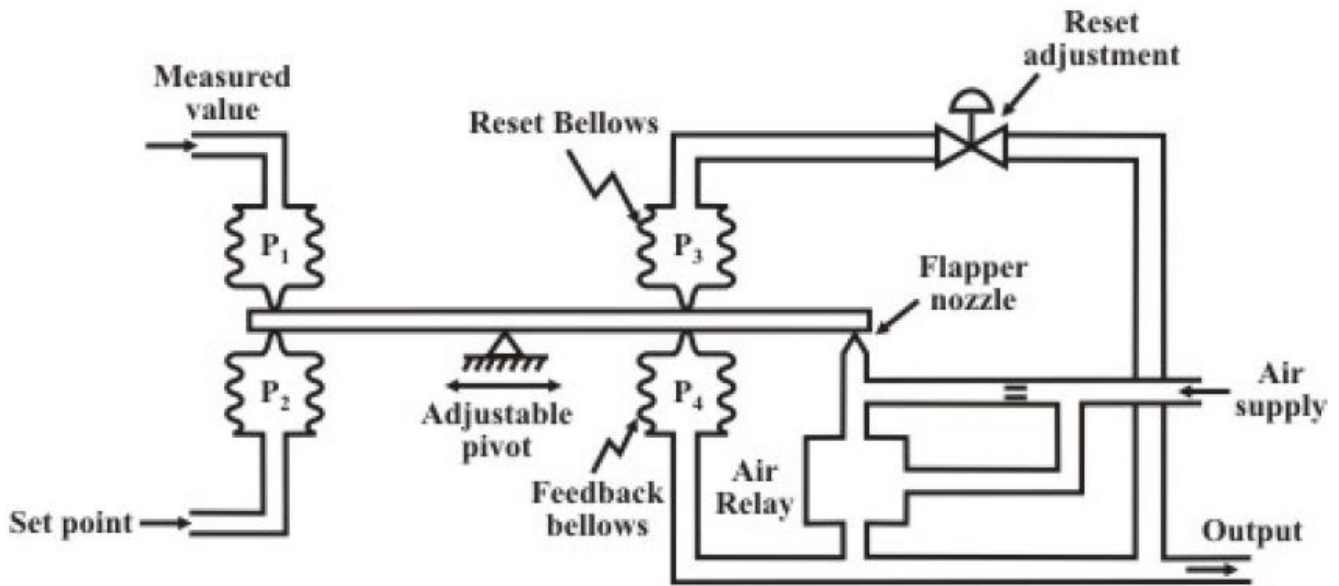 Reset
adjustment
Measured
value
Reset Bellows
P₁
P₃
Flapper
nozzle
P₂
Adjustable
pivot
P₄
Air
supply
Set point
Feedback
bellows
Air
Relay
Output